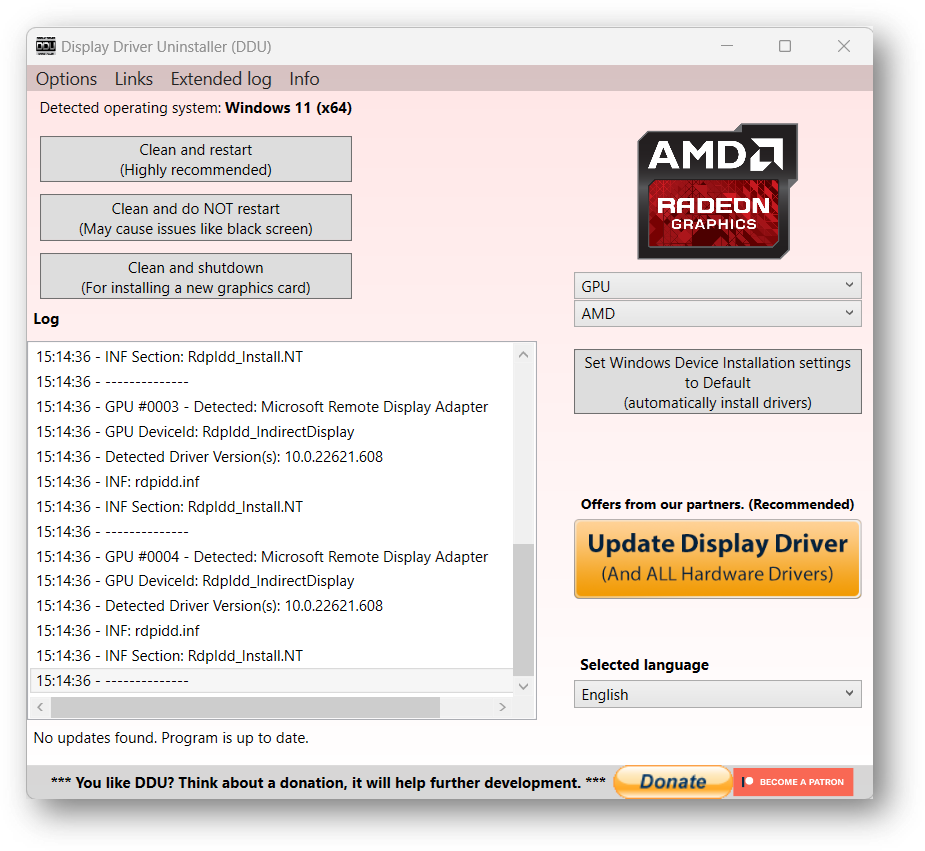 DDU
Display Driver Uninstaller (DDU)
Options Links Extended log Info
Detected operating system: Windows 11 (x64)
Clean and restart
(Highly recommended)
Clean and do NOT restart
(May cause issues like black screen)
Clean and shutdown
(For installing a new graphics card)
Log
15:14:36 - INF Section: RdpIdd_Install.NT
15:14:36 - --------------
15:14:36 - GPU #0003 - Detected: Microsoft Remote Display Adapter
15:14:36 - GPU DeviceId: RdpIdd_IndirectDisplay
15:14:36 - Detected Driver Version(s): 10.0.22621.608
15:14:36 - INF: rdpidd.inf
15:14:36 - INF Section: RdpIdd_Install.NT
15:14:36 - --------------
15:14:36 - GPU #0004 - Detected: Microsoft Remote Display Adapter
15:14:36 - GPU DeviceId: RdpIdd_IndirectDisplay
15:14:36 - Detected Driver Version(s): 10.0.22621.608
15:14:36 - INF: rdpidd.inf
15:14:36 - INF Section: RdpIdd_Install.NT
15:14:36 - --------------
No updates found. Program is up to date.
AMD
RADEON
GRAPHICS
GPU
AMD
Set Windows Device Installation settings
to Default
(automatically install drivers)
Offers from our partners. (Recommended)
Update Display Driver
(And ALL Hardware Drivers)
Selected language
English
*** You like DDU? Think about a donation, it will help further development. ***
Donate
BECOME A PATRON